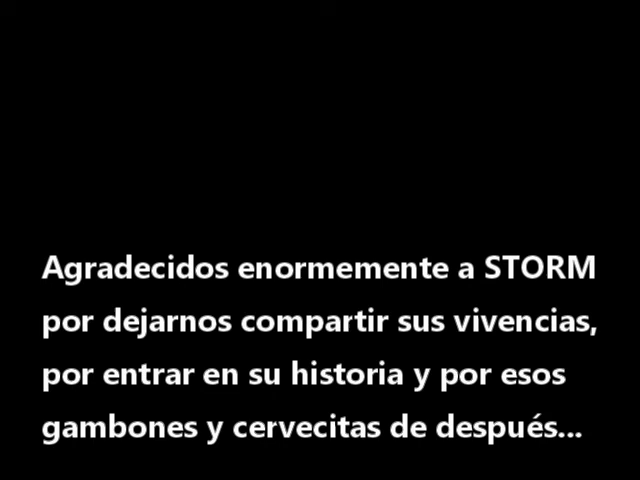 Agradecidos enormemente a STORM
por dejarnos compartir sus vivencias,
por entrar en su historia y por esos
gambones y cervecitas de después...